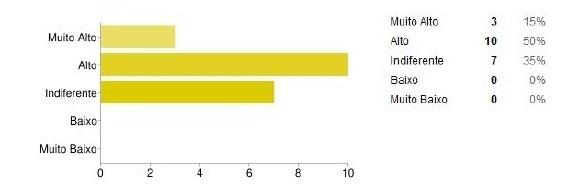 Muito Alto
Alto
Indiferente
Baixo
Muito Baixo
0 2 4 6 8 10
Muito Alto 3 15%
Alto 10 50%
Indiferente 7 35%
Baixo 0 0%
Muito Baixo 0 0%